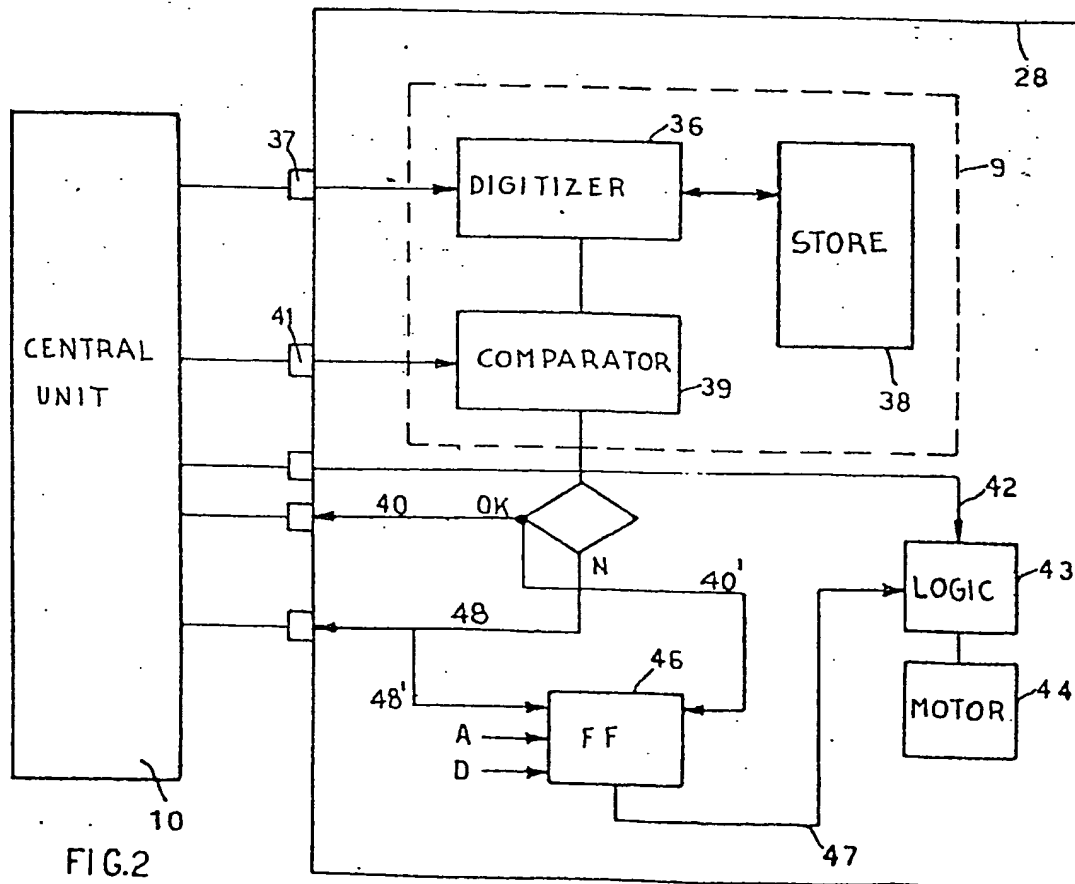 28
36
37
9
DIGITIZER
STORE
41
CENTRAL
UNIT
COMPARATOR
39
38
42
40
OK
N
40'
LOGIC
43
48
46
48'
MOTOR
44
A
FF
D
10
47
FIG.2